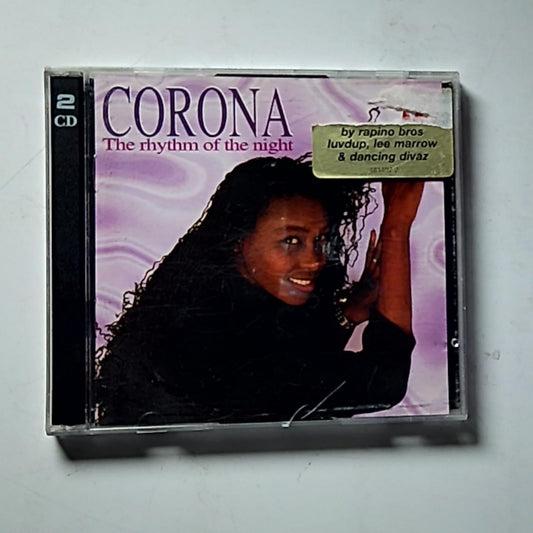 2
CD
CORONA
The rhythm of the night
by rapino bros
luvdup, lee marrow
& dancing divaz